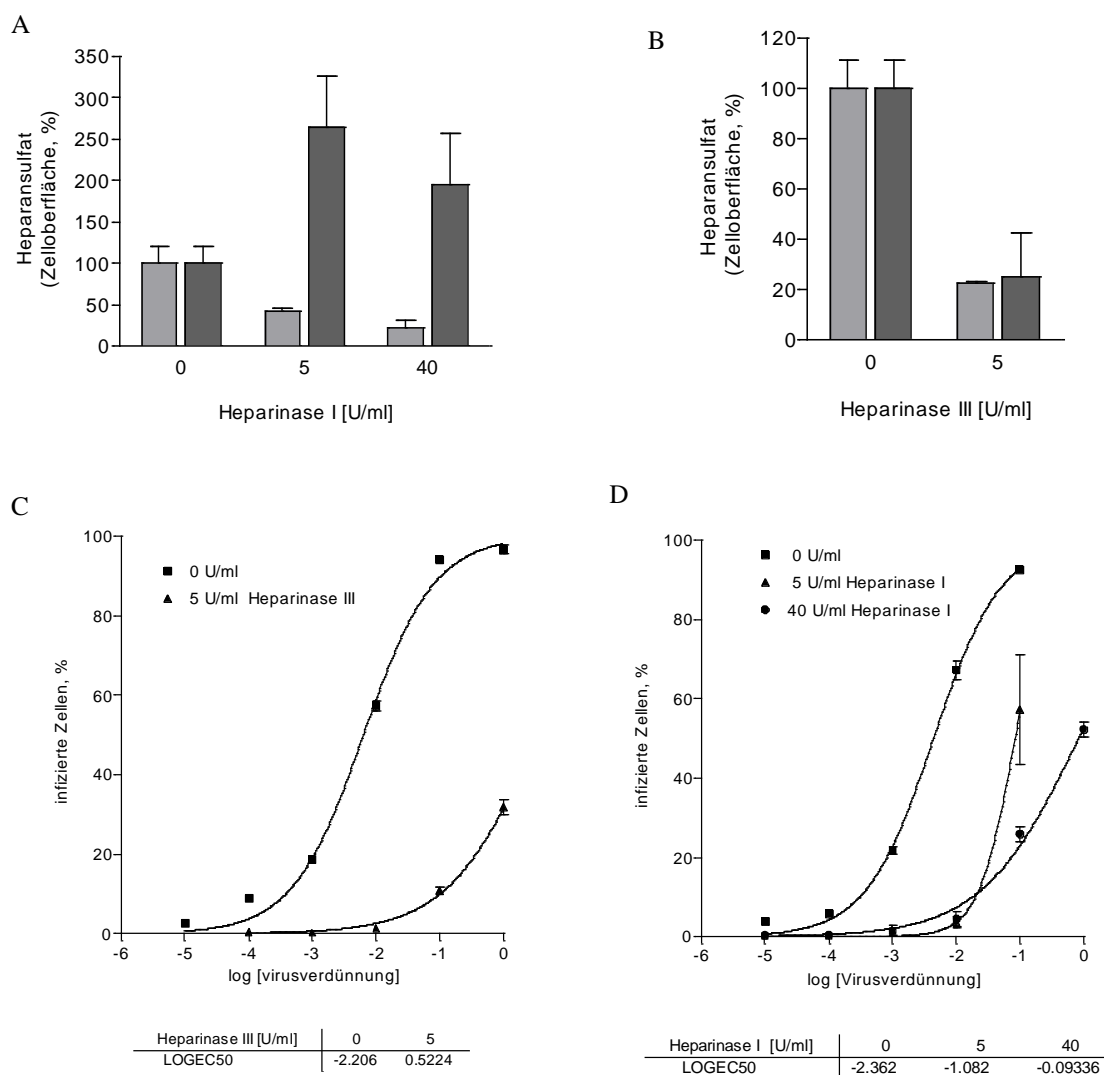 A
350
300
250
200
150
100
50
0
Heparansulfat
(Zelloberfläche, %)
0 5 40
Heparinase I [U/ml]
B
120
100
80
60
40
20
0
Heparansulfat
(Zelloberfläche, %)
0 5
Heparinase III [U/ml]
C
100
80
60
40
20
0
infizierte Zellen, %
0 U/ml
5 U/ml Heparinase III
-6 -5 -4 -3 -2 -1 0
log [virusverdünnung]
Heparinase III [U/ml] 0 5
LOGEC50 -2.206 0.5224
D
100
80
60
40
20
0
infizierte Zellen, %
0 U/ml
5 U/ml Heparinase I
40 U/ml Heparinase I
-6 -5 -4 -3 -2 -1 0
log [Virusverdünnung]
Heparinase I [U/ml] 0 5 40
LOGEC50 -2.362 -1.082 -0.09336